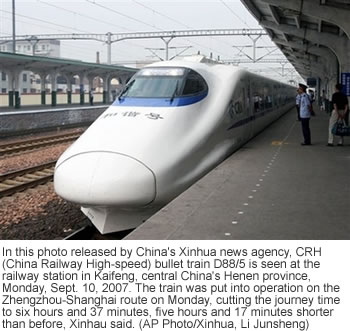 和谐号
In this photo released by China's Xinhua news agency, CRH
(China Railway High-speed) bullet train D88/5 is seen at the
railway station in Kaifeng, central China's Henen province,
Monday, Sept. 10, 2007. The train was put into operation on the
Zhengzhou-Shanghai route on Monday, cutting the journey time
to six hours and 37 minutes, five hours and 17 minutes shorter
than before, Xinhau said. (AP Photo/Xinhua, Li Junsheng)